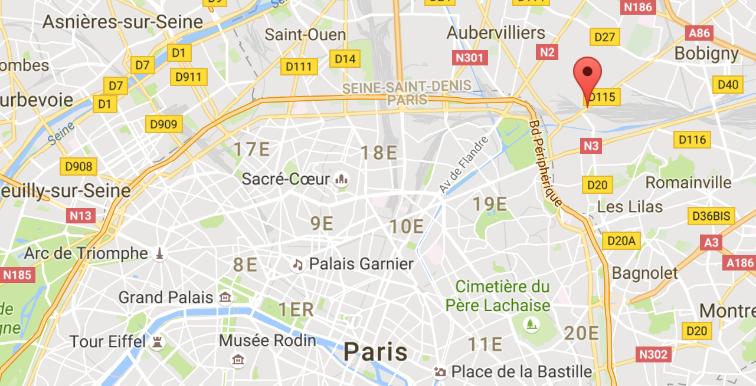 Asnières-sur-Seine
D9
D21
N186
D1
Saint-Ouen
Aubervilliers
D27
A86
ombes
D7
N2
Bobigny
D911
D111
D14
N301
D7
SEINE-SAINT-DENIS
PARIS
D115
D40
urbevoie
D1
Seine
D909
Bd Périphérique
N3
D116
17E
18E
Av de Flandre
D908
Sacré-Cœur
euilly-sur-Seine
D20
Romainville
19E
Les Lilas
N13
9E
10E
D36BIS
D20A
A3
Arc de Triomphe
8E
Palais Garnier
A186
N185
Bagnolet
Grand Palais
1ER
Cimetière du
Père Lachaise
Montre
Tour Eiffel
Musée Rodin
20E
D20
Paris
11E
N302
Place de la Bastille